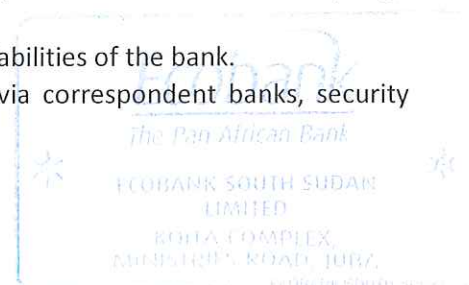 abilities of the bank.
via correspondent banks, security
Ecobank
The Pan African Bank
ECOBANK SOUTH SUDAN
LIMITED
KOITA COMPLEX,
MINISTRIES ROAD, JUBA,